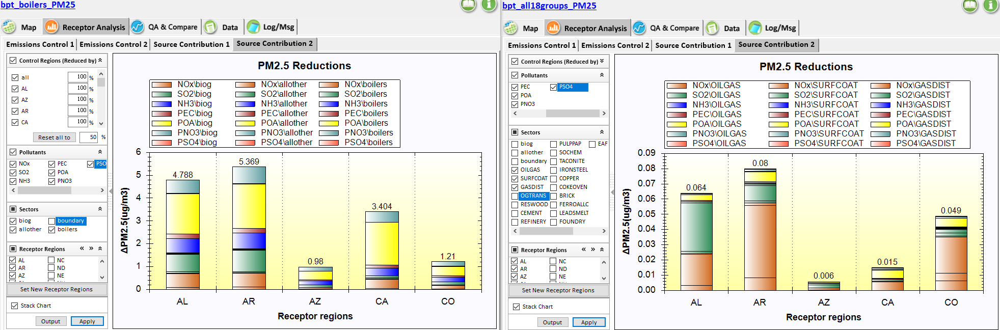 bpt_boilers_PM25
Map Receptor Analysis QA & Compare Data Log/Msg
Emissions Control 1 Emissions Control 2 Source Contribution 1 Source Contribution 2
Control Regions (Reduced by)
all 100 %
AL 100 %
AZ 100 %
AR 100 %
CA 100 %
Reset all to 50 %
Pollutants
NOx PEC PSO
SO2 POA
NH3 PNO3
Sectors
biog boundary
allother boilers
Receptor Regions « »
AL NC
AR ND
AZ NE
Set New Receptor Regions
Stack Chart
Output Apply
PM2.5 Reductions
NOx\biog NOx\allother NOx\boilers
SO2\biog SO2\allother SO2\boilers
NH3\biog NH3\allother NH3\boilers
PEC\biog PEC\allother PEC\boilers
POA\biog POA\allother POA\boilers
PNO3\biog PNO3\allother PNO3\boilers
PSO4\biog PSO4\allother PSO4\boilers
ΔPM2.5(ug/m3)
6
5
4
3
2
1
0
4.788
5.369
0.98
3.404
1.21
AL AR AZ CA CO
Receptor regions
bpt_all18groups_PM25
Map Receptor Analysis QA & Compare Data Log/Msg
Emissions Control 1 Emissions Control 2 Source Contribution 1 Source Contribution 2
Control Regions (Reduced by)
Pollutants
PEC PSO4
POA
PNO3
Sectors
biog PULPPAP EAF
allother SOCHEM
boundary TACONITE
OILGAS IRONSTEEL
SURFCOAT COPPER
GASDIST COKEOVEN
OGTRANS BRICK
RESWOOD FERROALLC
CEMENT LEADSMELT
REFINERY FOUNDRY
Receptor Regions « »
AL NC
AR ND
AZ NE
Set New Receptor Regions
Stack Chart
Output Apply
PM2.5 Reductions
NOx\OILGAS NOx\SURFCOAT NOx\GASDIST
SO2\OILGAS SO2\SURFCOAT SO2\GASDIST
NH3\OILGAS NH3\SURFCOAT NH3\GASDIST
PEC\OILGAS PEC\SURFCOAT PEC\GASDIST
POA\OILGAS POA\SURFCOAT POA\GASDIST
PNO3\OILGAS PNO3\SURFCOAT PNO3\GASDIST
PSO4\OILGAS PSO4\SURFCOAT PSO4\GASDIST
ΔPM2.5(ug/m3)
0.09
0.08
0.07
0.06
0.05
0.04
0.03
0.02
0.01
0.00
0.064
0.08
0.006
0.015
0.049
AL AR AZ CA CO
Receptor regions